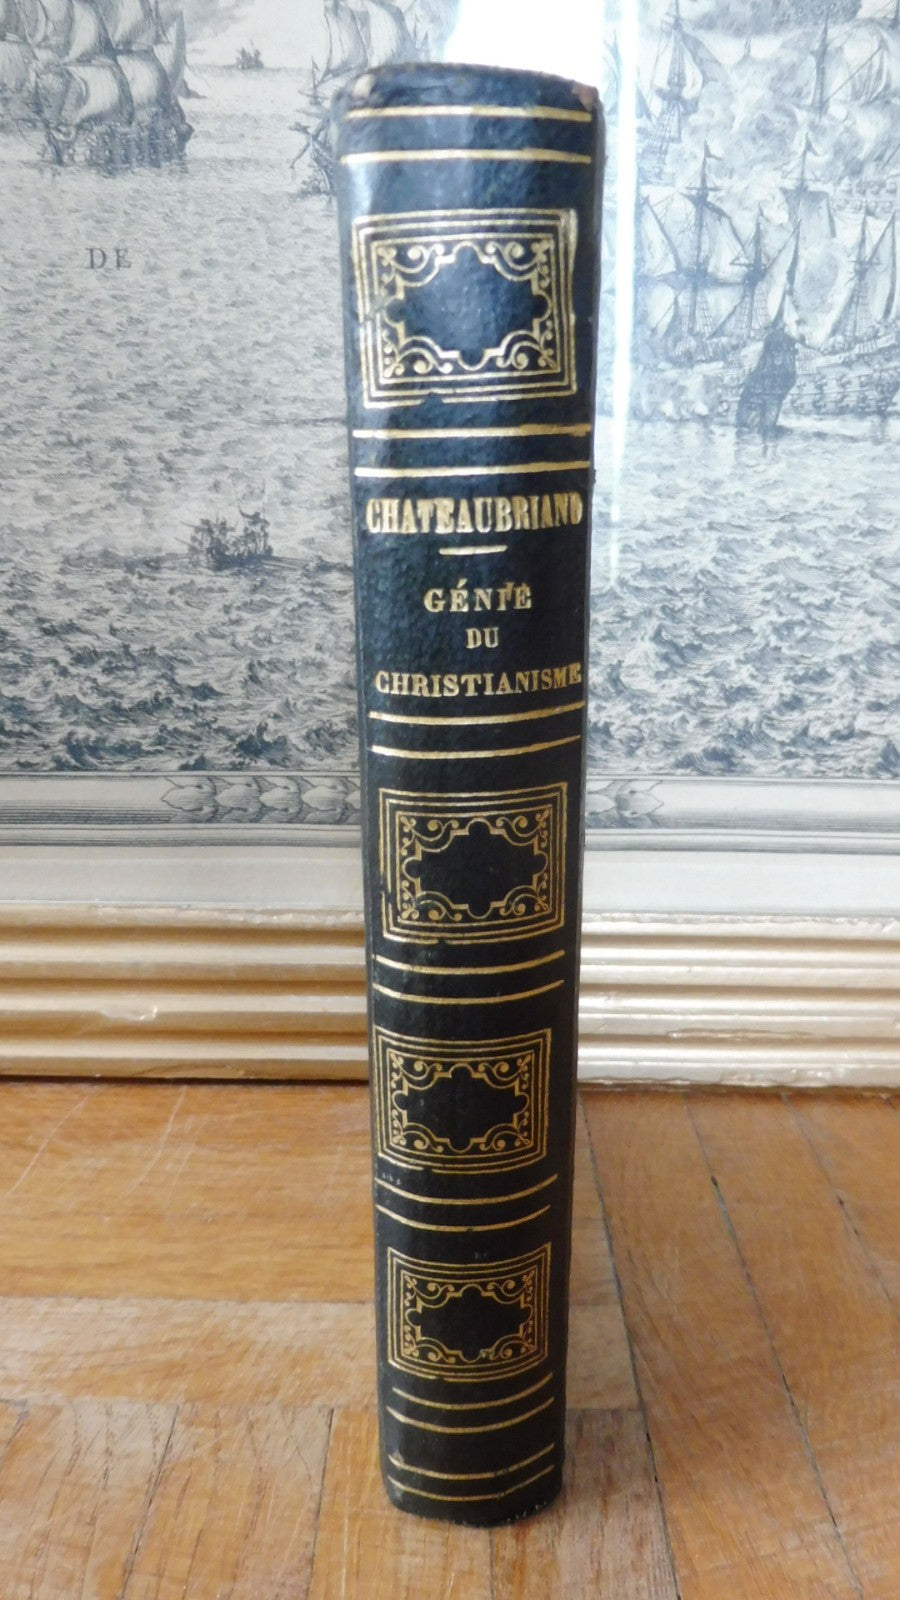 DE
CHATEAUBRIAND
GÉNIE
DU
CHRISTIANISME